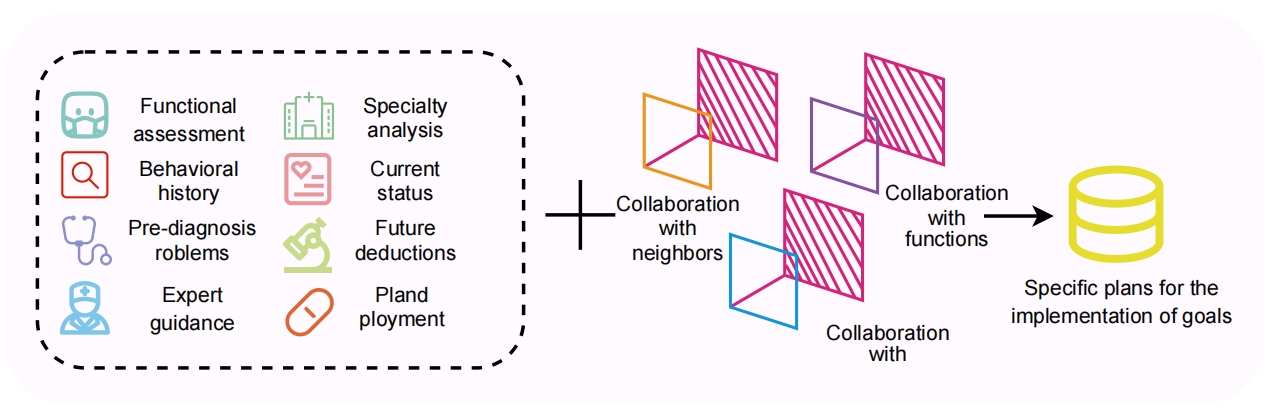 Functional
assessment
Behavioral
history
Pre-diagnosis
roblems
Expert
guidance
Specialty
analysis
Current
status
Future
deductions
Pland
ployment
Collaboration
with
neighbors
Collaboration
with
functions
Collaboration
with
Specific plans for the
implementation of goals